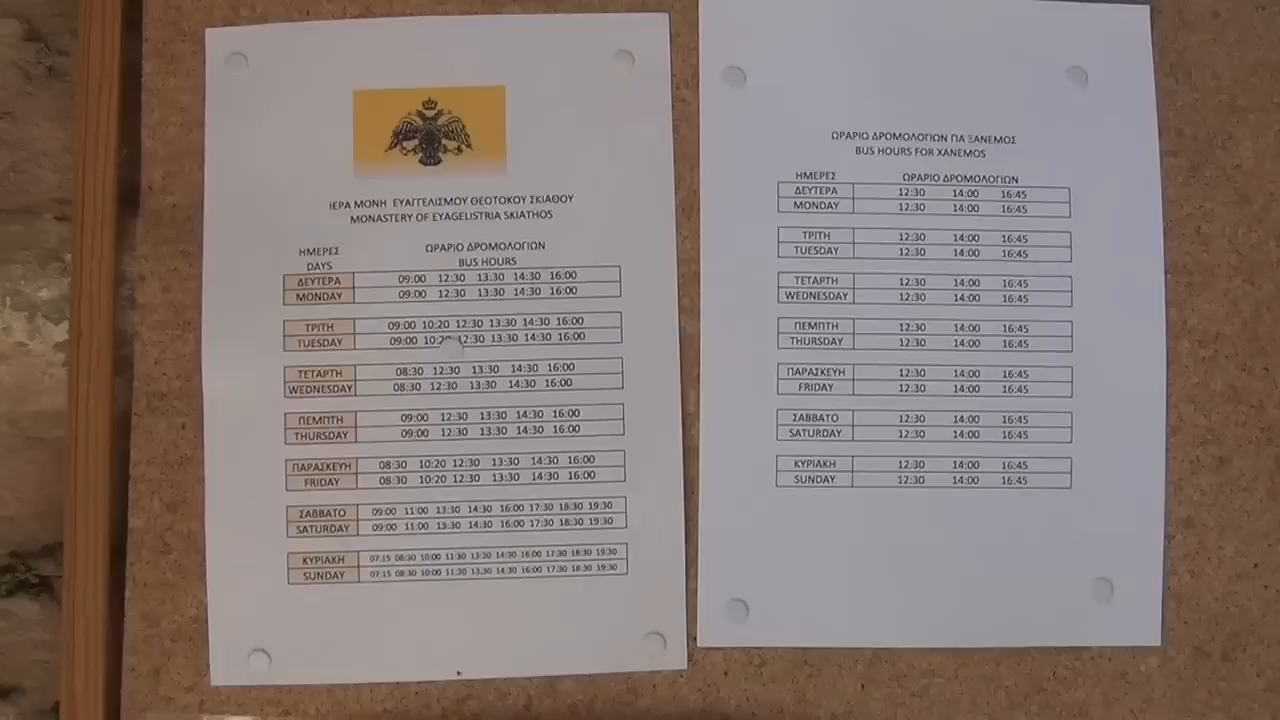 ΙΕΡΑ ΜΟΝΗ ΕΥΑΓΓΕΛΙΣΜΟΥ ΘΕΟΤΟΚΟΥ ΣΚΙΑΘΟΥ
MONASTERY OF EYAGELISTRIA SKIATHOS
ΗΜΕΡΕΣ ΩΡΑΡΙΟ ΔΡΟΜΟΛΟΓΙΩΝ
DAYS BUS HOURS
ΔΕΥΤΕΡΑ 09:00 12:30 13:30 14:30 16:00
MONDAY 09:00 12:30 13:30 14:30 16:00
ΤΡΙΤΗ 09:00 10:20 12:30 13:30 14:30 16:00
TUESDAY 09:00 10:20 12:30 13:30 14:30 16:00
ΤΕΤΑΡΤΗ 08:30 12:30 13:30 14:30 16:00
WEDNESDAY 08:30 12:30 13:30 14:30 16:00
ΠΕΜΠΤΗ 09:00 12:30 13:30 14:30 16:00
THURSDAY 09:00 12:30 13:30 14:30 16:00
ΠΑΡΑΣΚΕΥΗ 08:30 10:20 12:30 13:30 14:30 16:00
FRIDAY 08:30 10:20 12:30 13:30 14:30 16:00
ΣΑΒΒΑΤΟ 09:00 11:00 13:30 14:30 16:00 17:30 18:30 19:30
SATURDAY 09:00 11:00 13:30 14:30 16:00 17:30 18:30 19:30
ΚΥΡΙΑΚΗ 07:15 08:30 10:00 11:30 13:30 14:30 16:00 17:30 18:30 19:30
SUNDAY 07:15 08:30 10:00 11:30 13:30 14:30 16:00 17:30 18:30 19:30
ΩΡΑΡΙΟ ΔΡΟΜΟΛΟΓΙΩΝ ΓΙΑ ΞΑΝΕΜΟΣ
BUS HOURS FOR XANEMOS
ΗΜΕΡΕΣ ΩΡΑΡΙΟ ΔΡΟΜΟΛΟΓΙΩΝ
ΔΕΥΤΕΡΑ 12:30 14:00 16:45
MONDAY 12:30 14:00 16:45
ΤΡΙΤΗ 12:30 14:00 16:45
TUESDAY 12:30 14:00 16:45
ΤΕΤΑΡΤΗ 12:30 14:00 16:45
WEDNESDAY 12:30 14:00 16:45
ΠΕΜΠΤΗ 12:30 14:00 16:45
THURSDAY 12:30 14:00 16:45
ΠΑΡΑΣΚΕΥΗ 12:30 14:00 16:45
FRIDAY 12:30 14:00 16:45
ΣΑΒΒΑΤΟ 12:30 14:00 16:45
SATURDAY 12:30 14:00 16:45
ΚΥΡΙΑΚΗ 12:30 14:00 16:45
SUNDAY 12:30 14:00 16:45